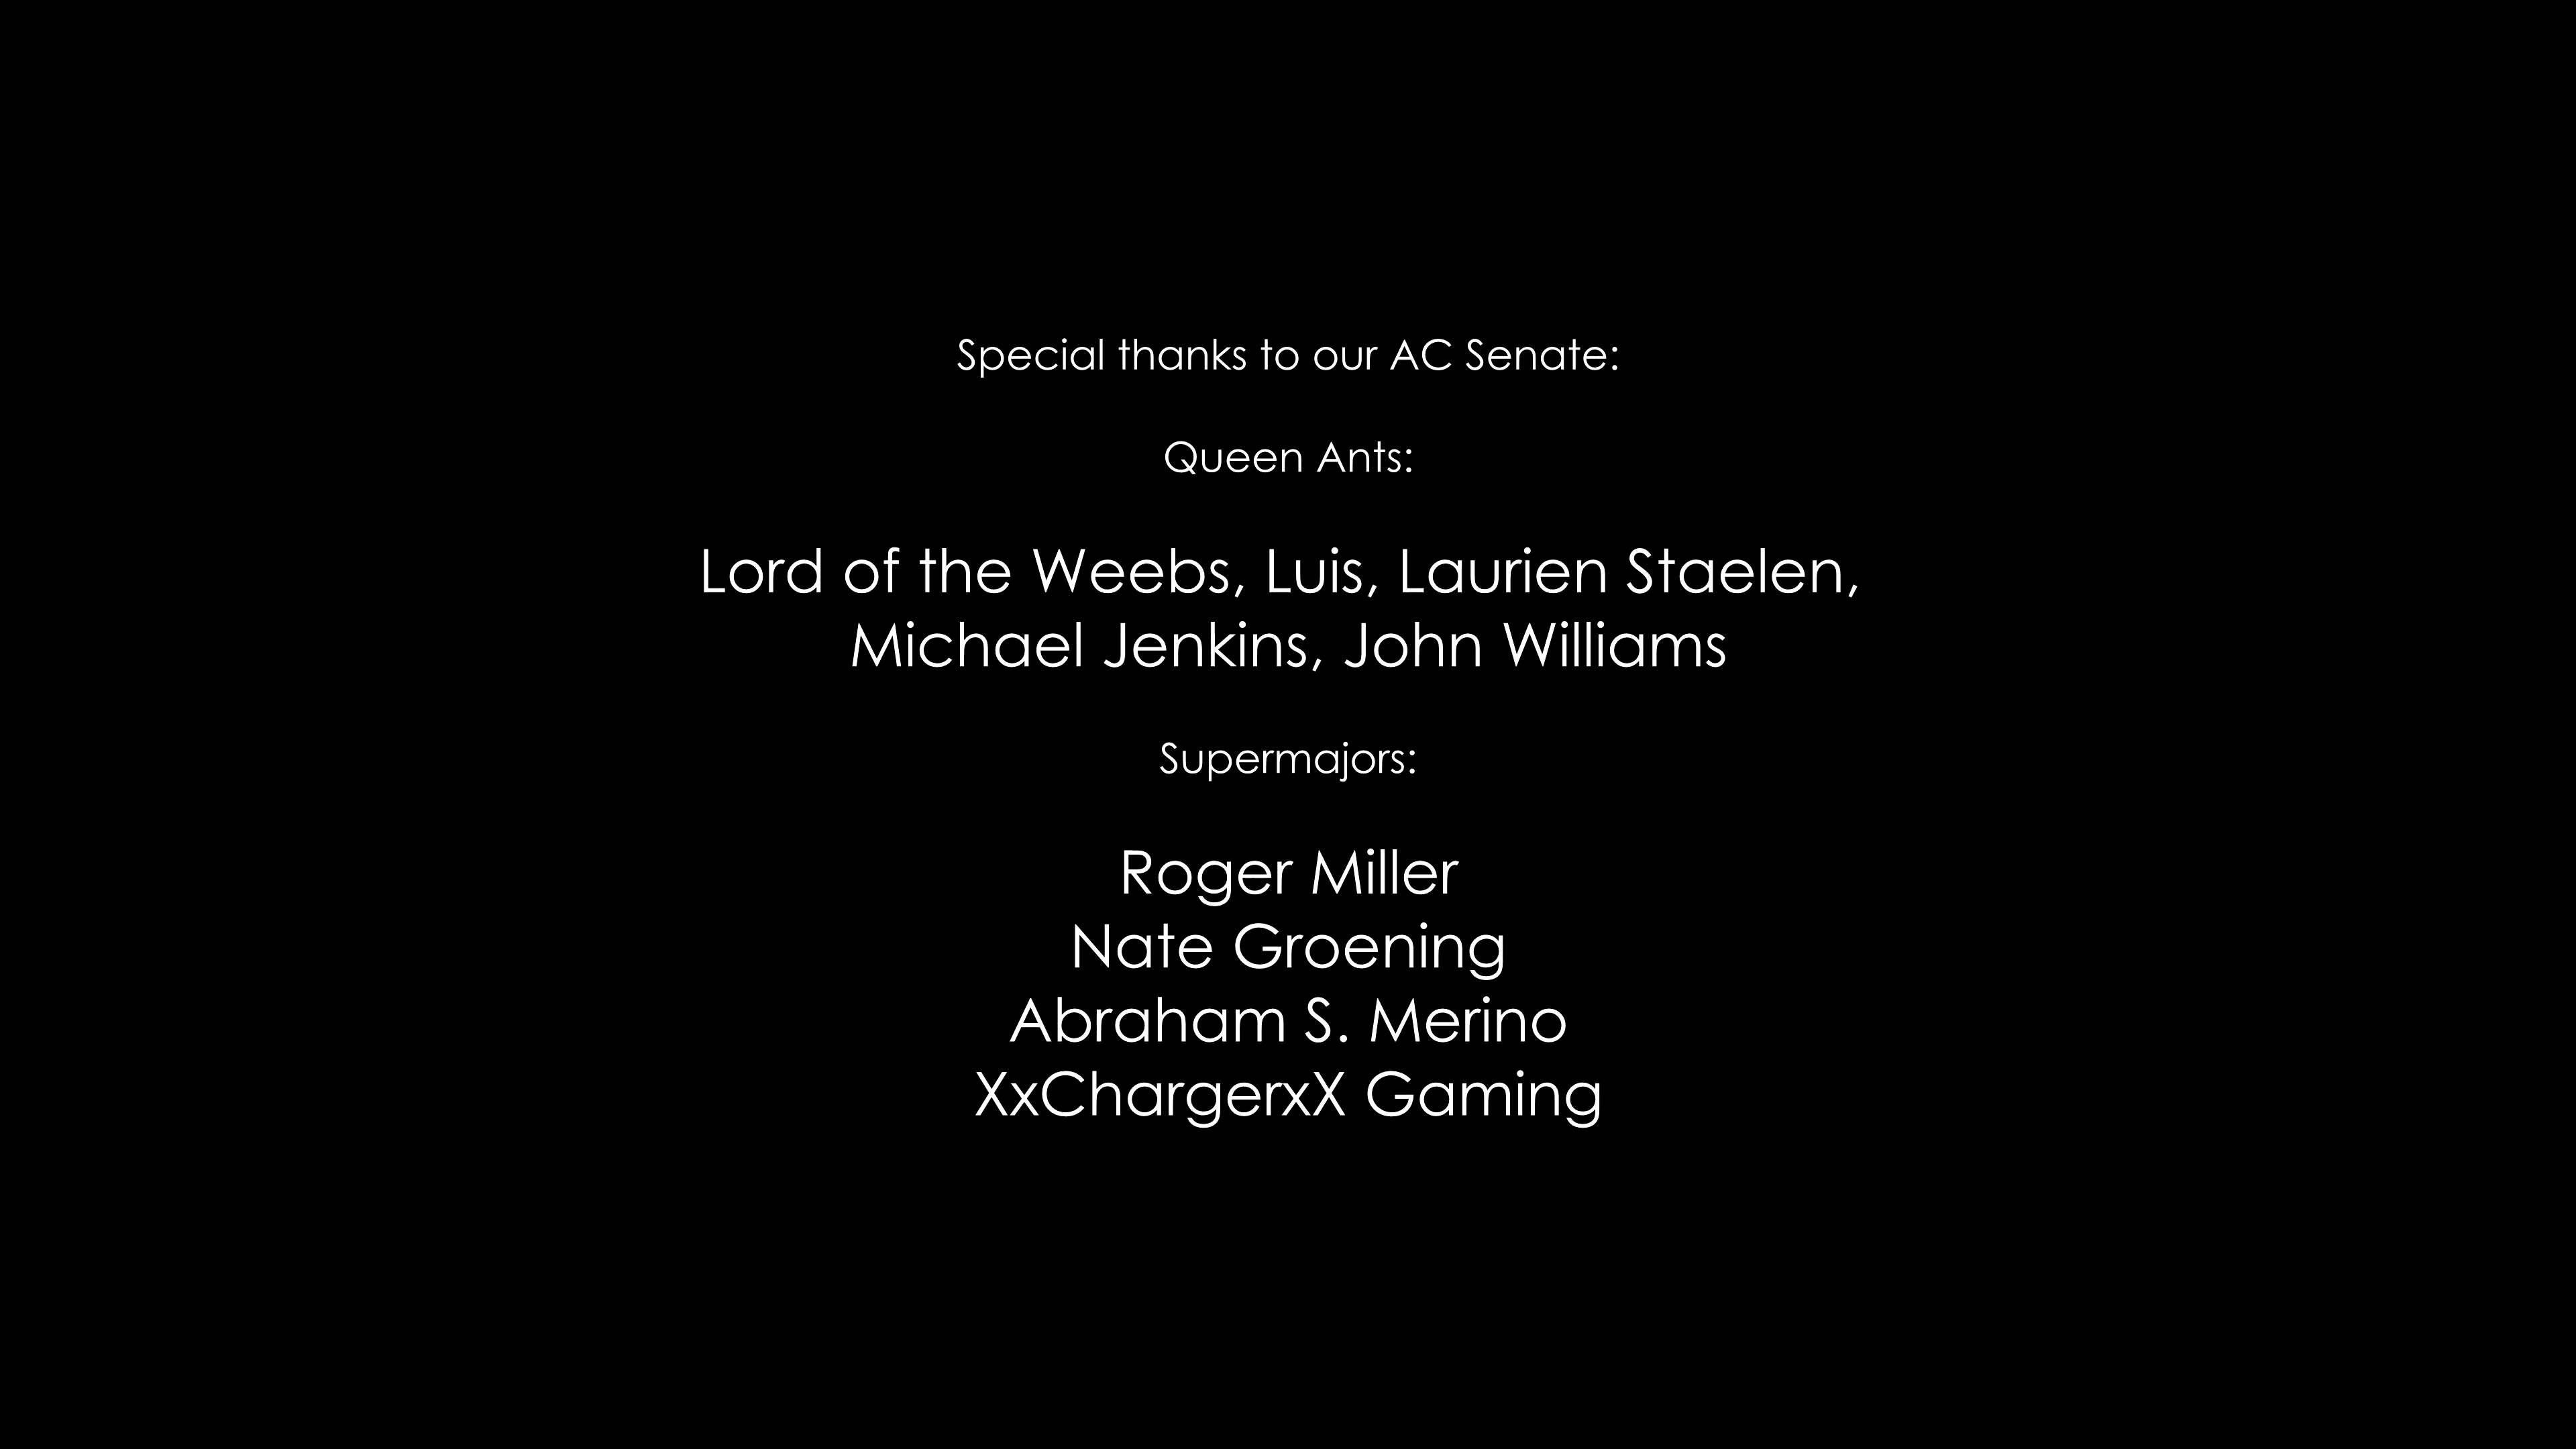 Special thanks to our AC Senate:
Queen Ants:
Lord of the Weebs, Luis, Laurien Staelen,
Michael Jenkins, John Williams
Supermajors:
Roger Miller
Nate Groening
Abraham S. Merino
XxChargerxX Gaming